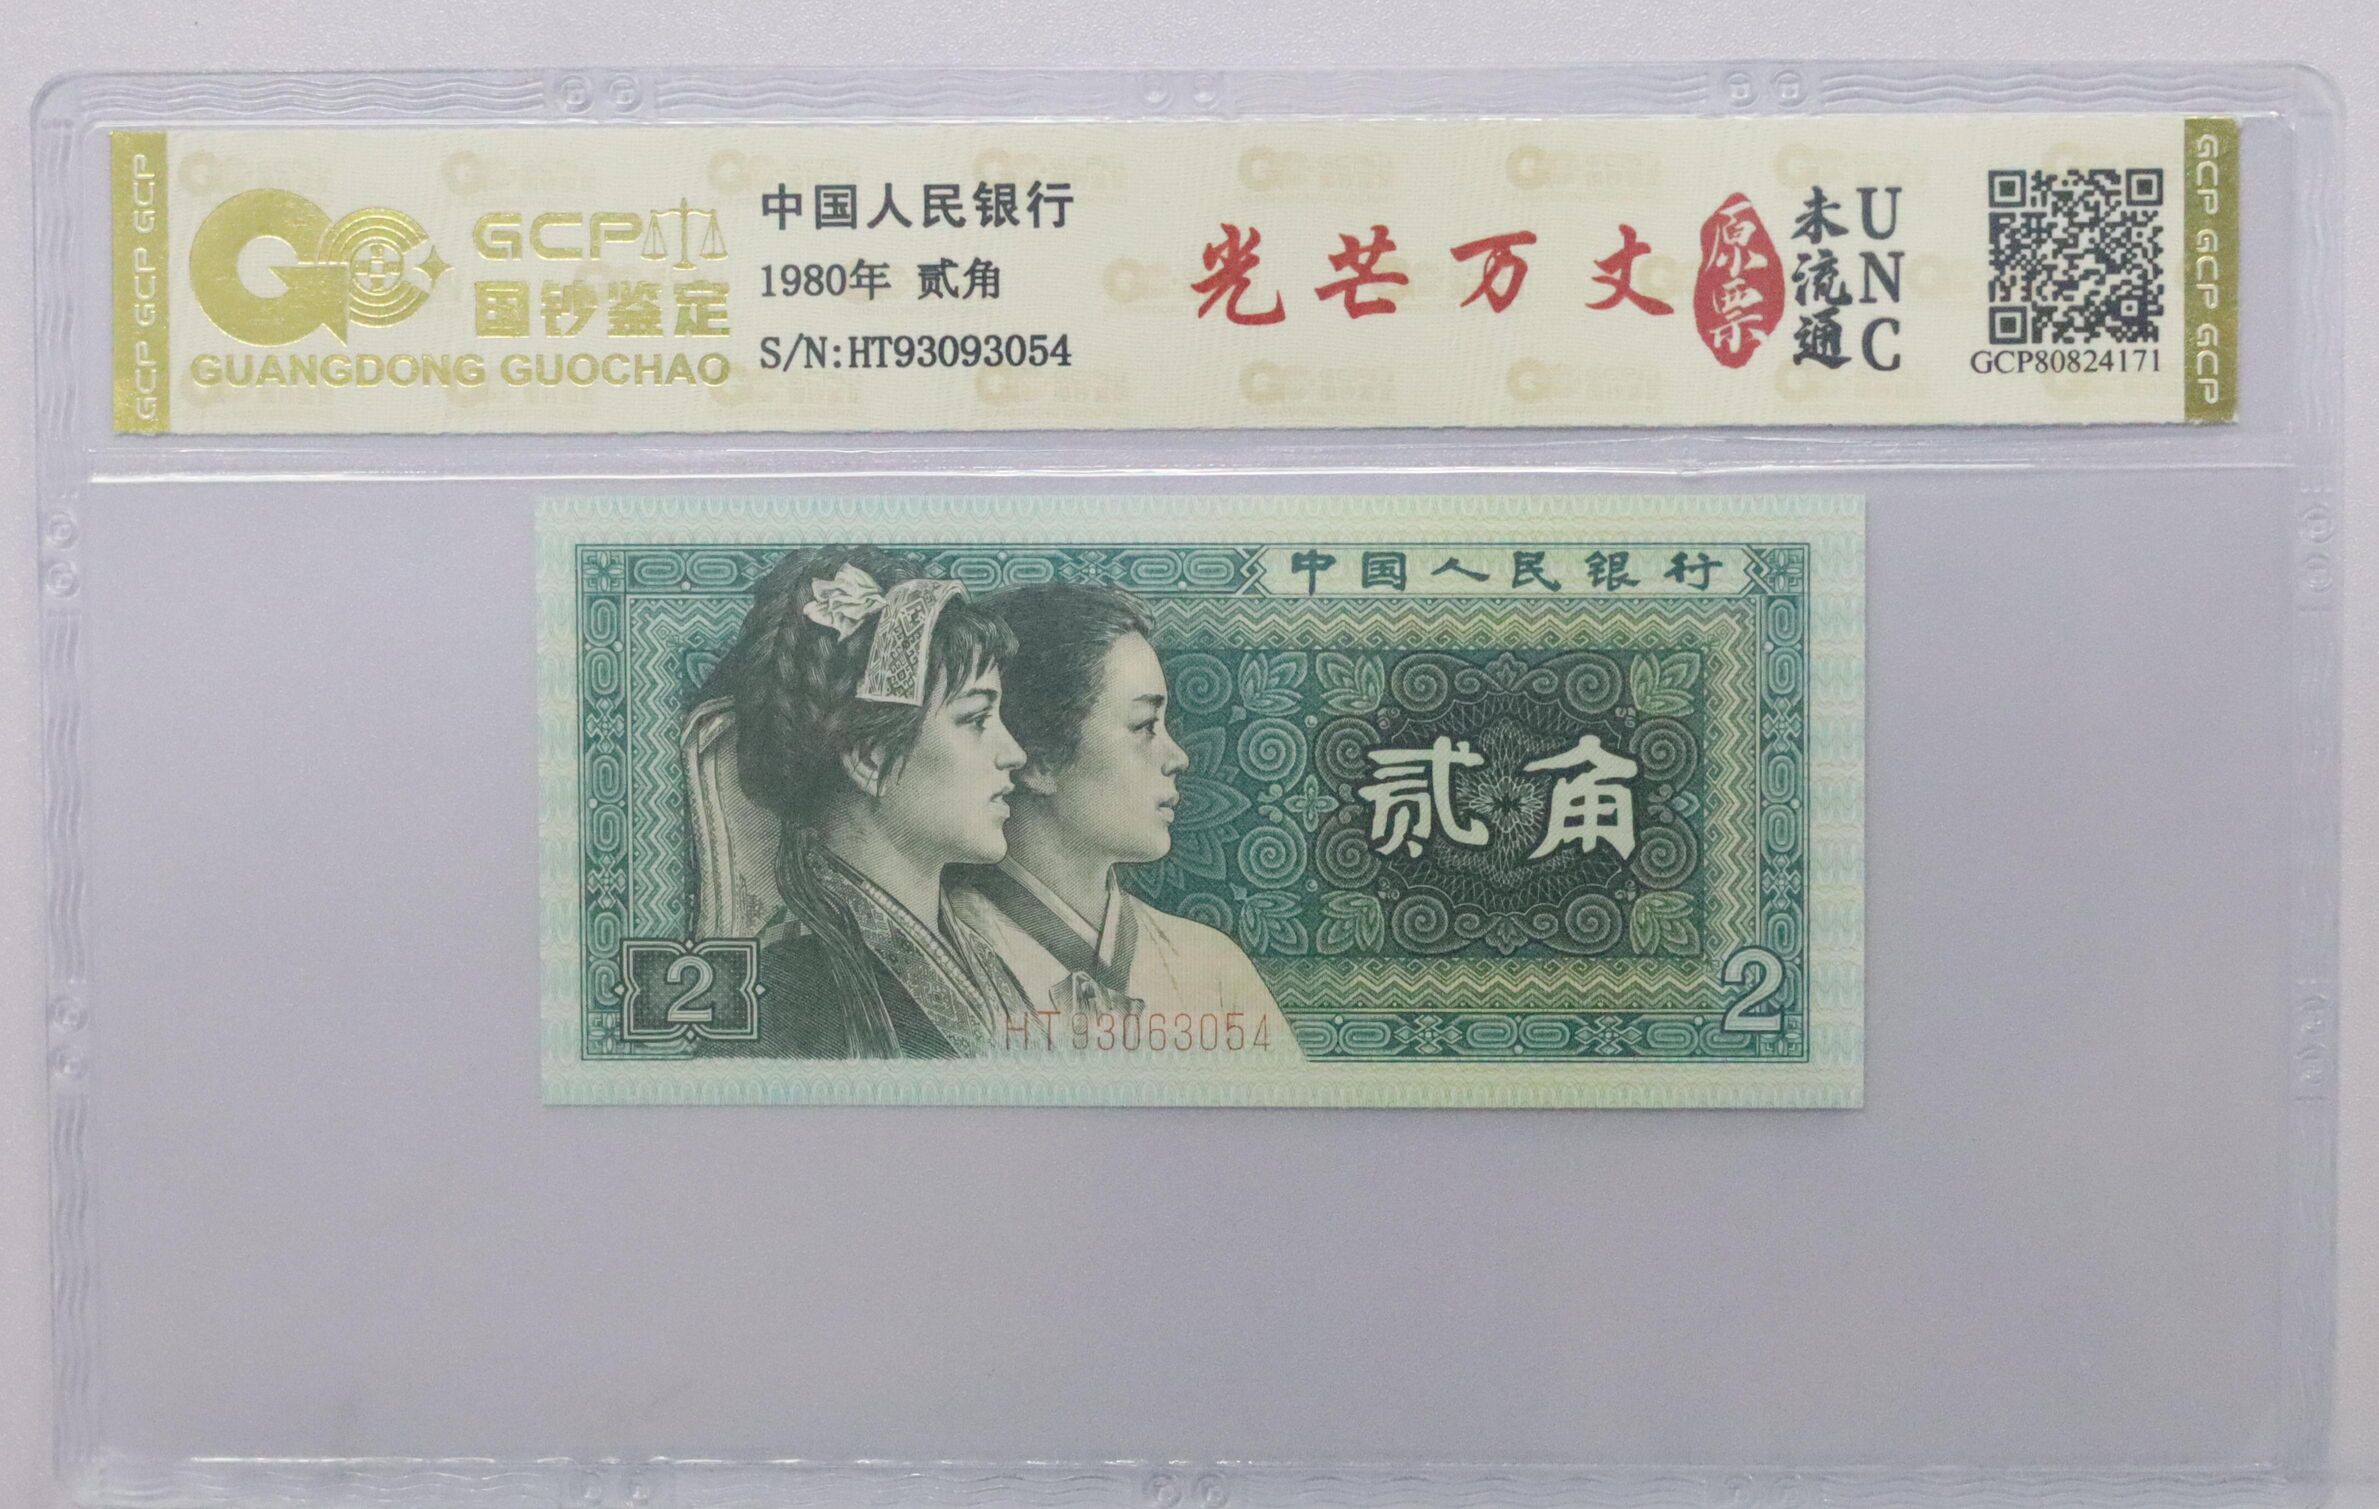 GCP GCP GCP
GCP
国钞鉴定
GUANGDONG GUOCHAO
中国人民银行
1980年 贰角
S/N:HT93093054
光芒万丈
原票
未流通
UNC
GCP80824171
GCP GCP GCP
中国人民银行
贰角
2
2
HT93063054